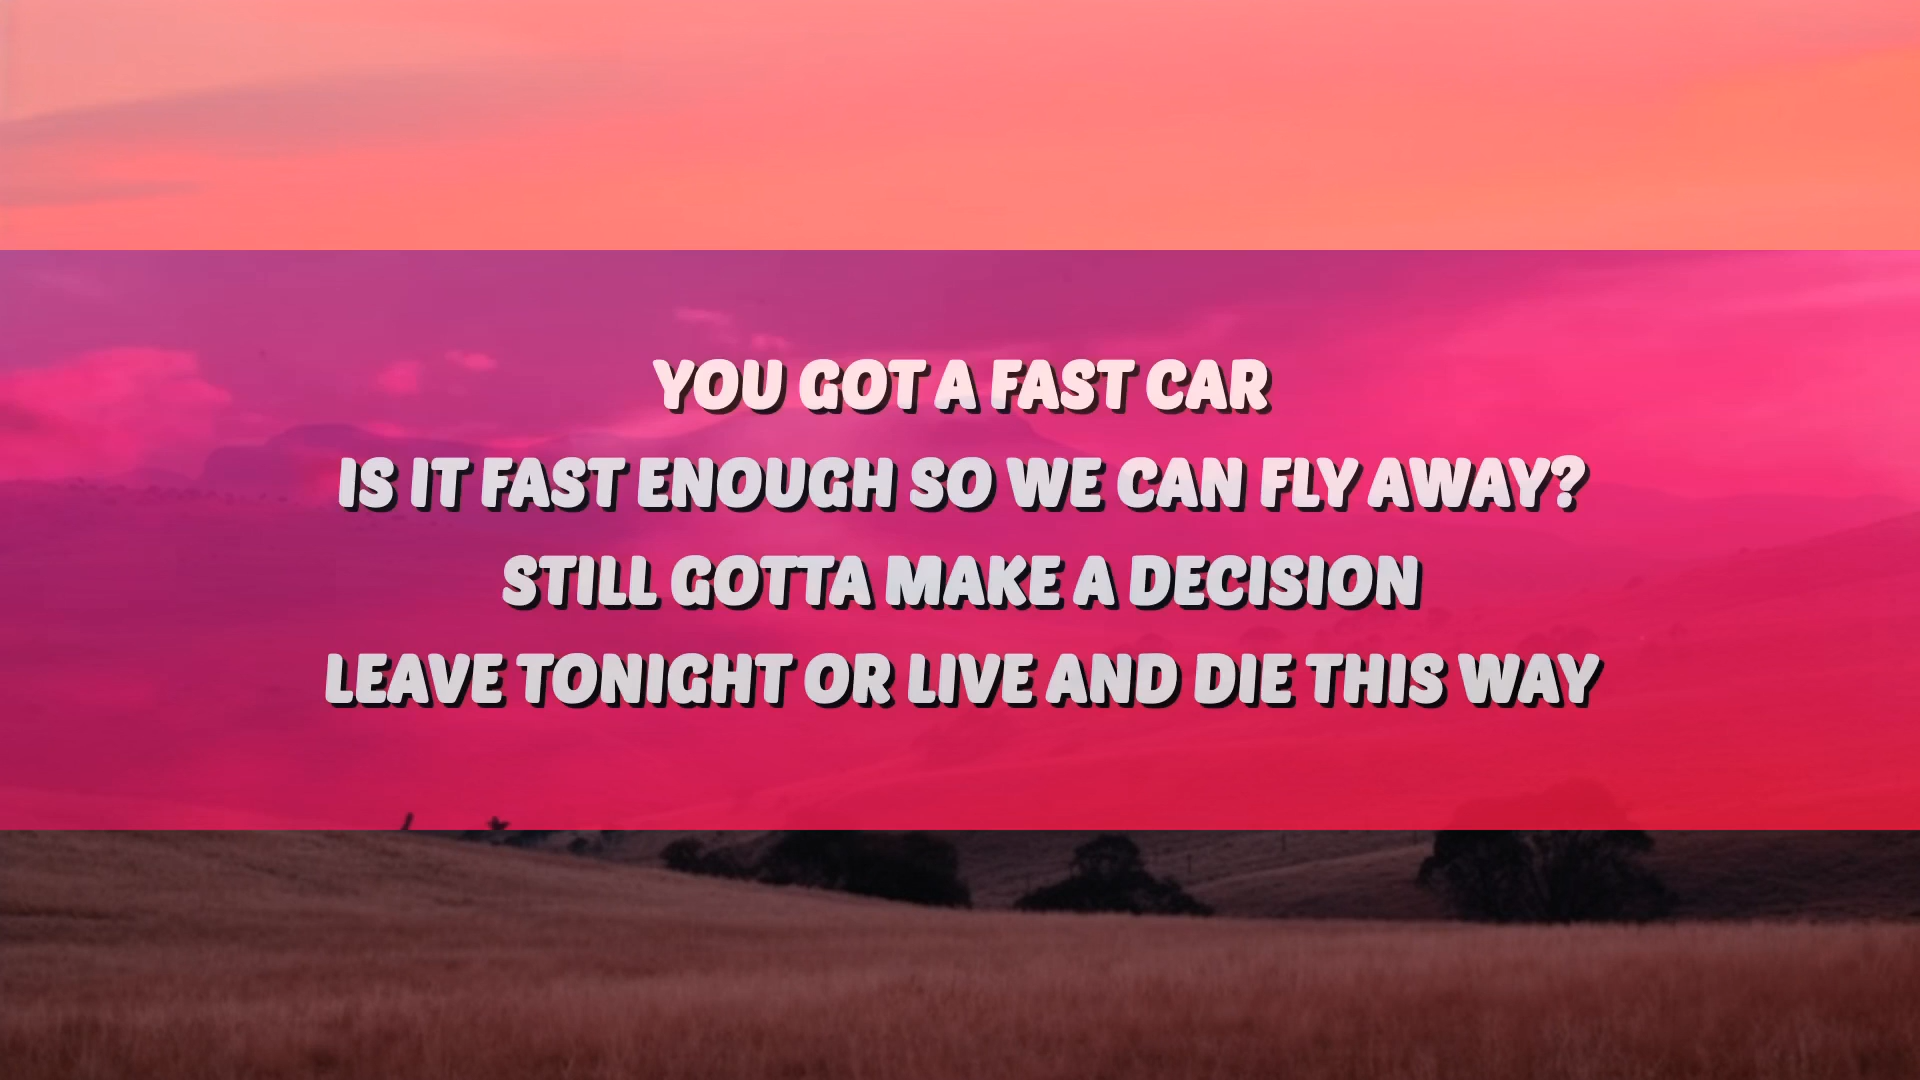 YOU GOT A FAST CAR
IS IT FAST ENOUGH SO WE CAN FLY AWAY?
STILL GOTTA MAKE A DECISION
LEAVE TONIGHT OR LIVE AND DIE THIS WAY